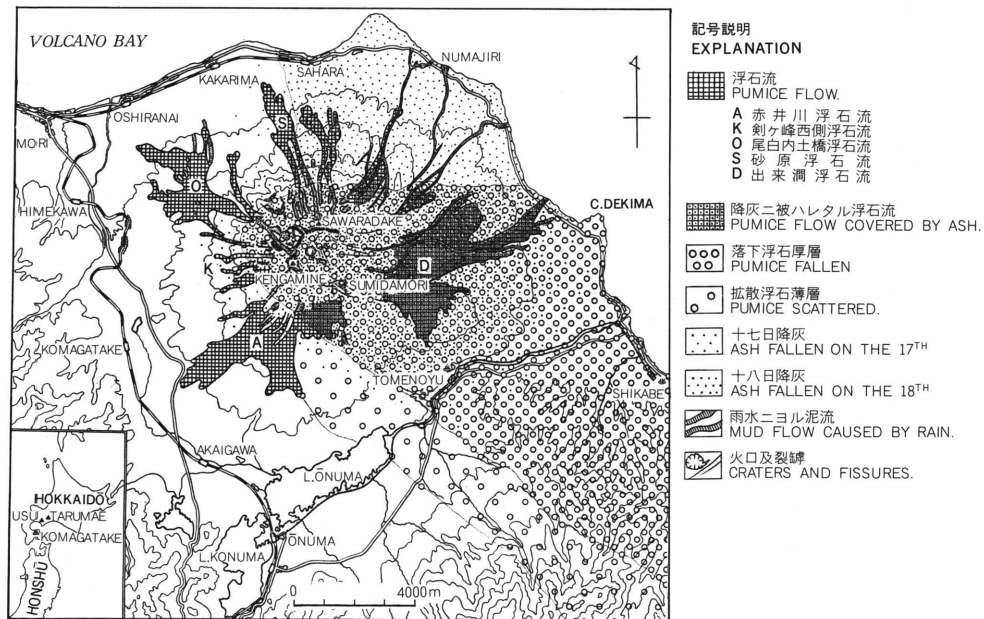 VOLCANO BAY
SAHARA
NUMAJIRI
KAKARIMA
OSHIRANAI
MORI
S
O
HIMEKAWA
C.DEKIMA
SAWARADAKE
K
D
KENGAMINE
SUMIDAMORI
A
KOMAGATAKE
TOMENOYU
SHIKABE
AKAIGAWA
L.ŌNUMA
ŌNUMA
L.KONUMA
0 4000m
HOKKAIDŌ
USU
TARUMAE
KOMAGATAKE
HONSHŪ
記号説明
EXPLANATION
浮石流
PUMICE FLOW.
A 赤井川浮石流
K 剣ヶ峰西側浮石流
O 尾白内土橋浮石流
S 砂原浮石流
D 出来澗浮石流
降灰ニ被ハレタル浮石流
PUMICE FLOW COVERED BY ASH.
落下浮石厚層
PUMICE FALLEN
拡散浮石薄層
PUMICE SCATTERED.
十七日降灰
ASH FALLEN ON THE 17TH
十八日降灰
ASH FALLEN ON THE 18TH
雨水ニヨル泥流
MUD FLOW CAUSED BY RAIN.
火口及裂罅
CRATERS AND FISSURES.